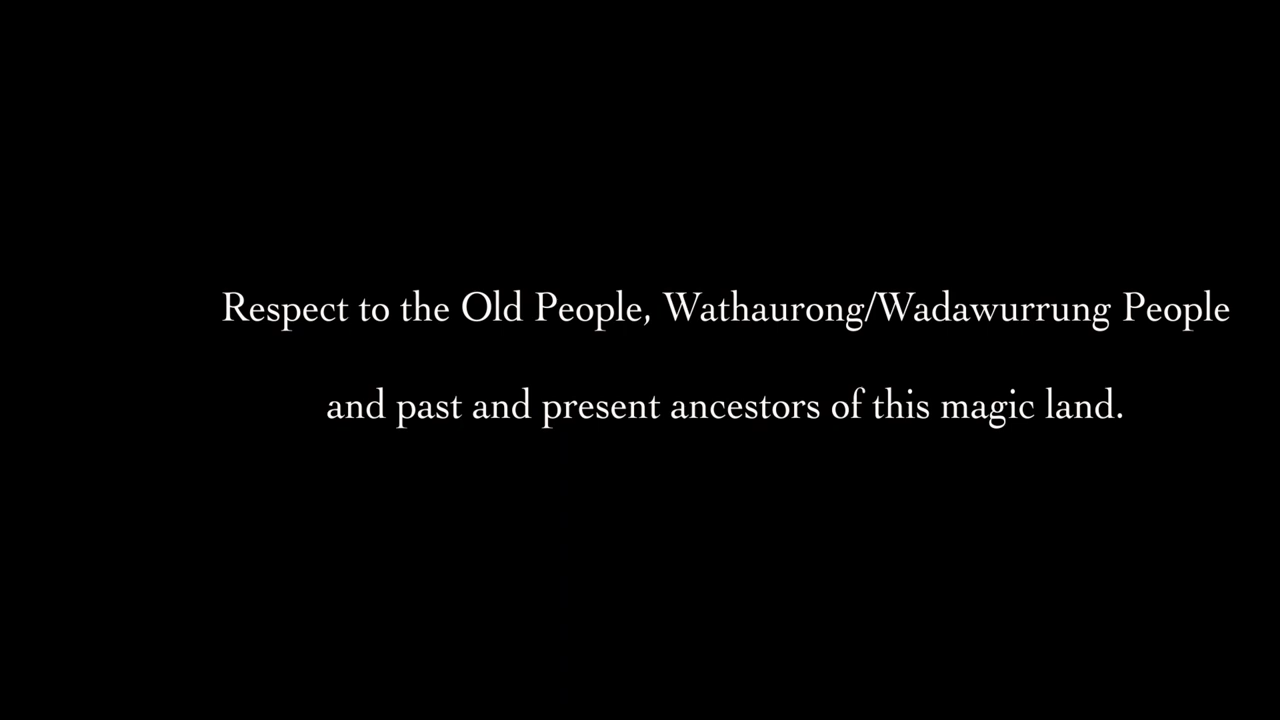 Respect to the Old People, Wathaurong/Wadawurrung People
and past and present ancestors of this magic land.